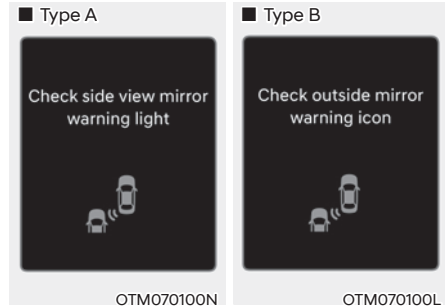 ■ Type A
Check side view mirror
warning light
OTM070100N
■ Type B
Check outside mirror
warning icon
OTM070100L